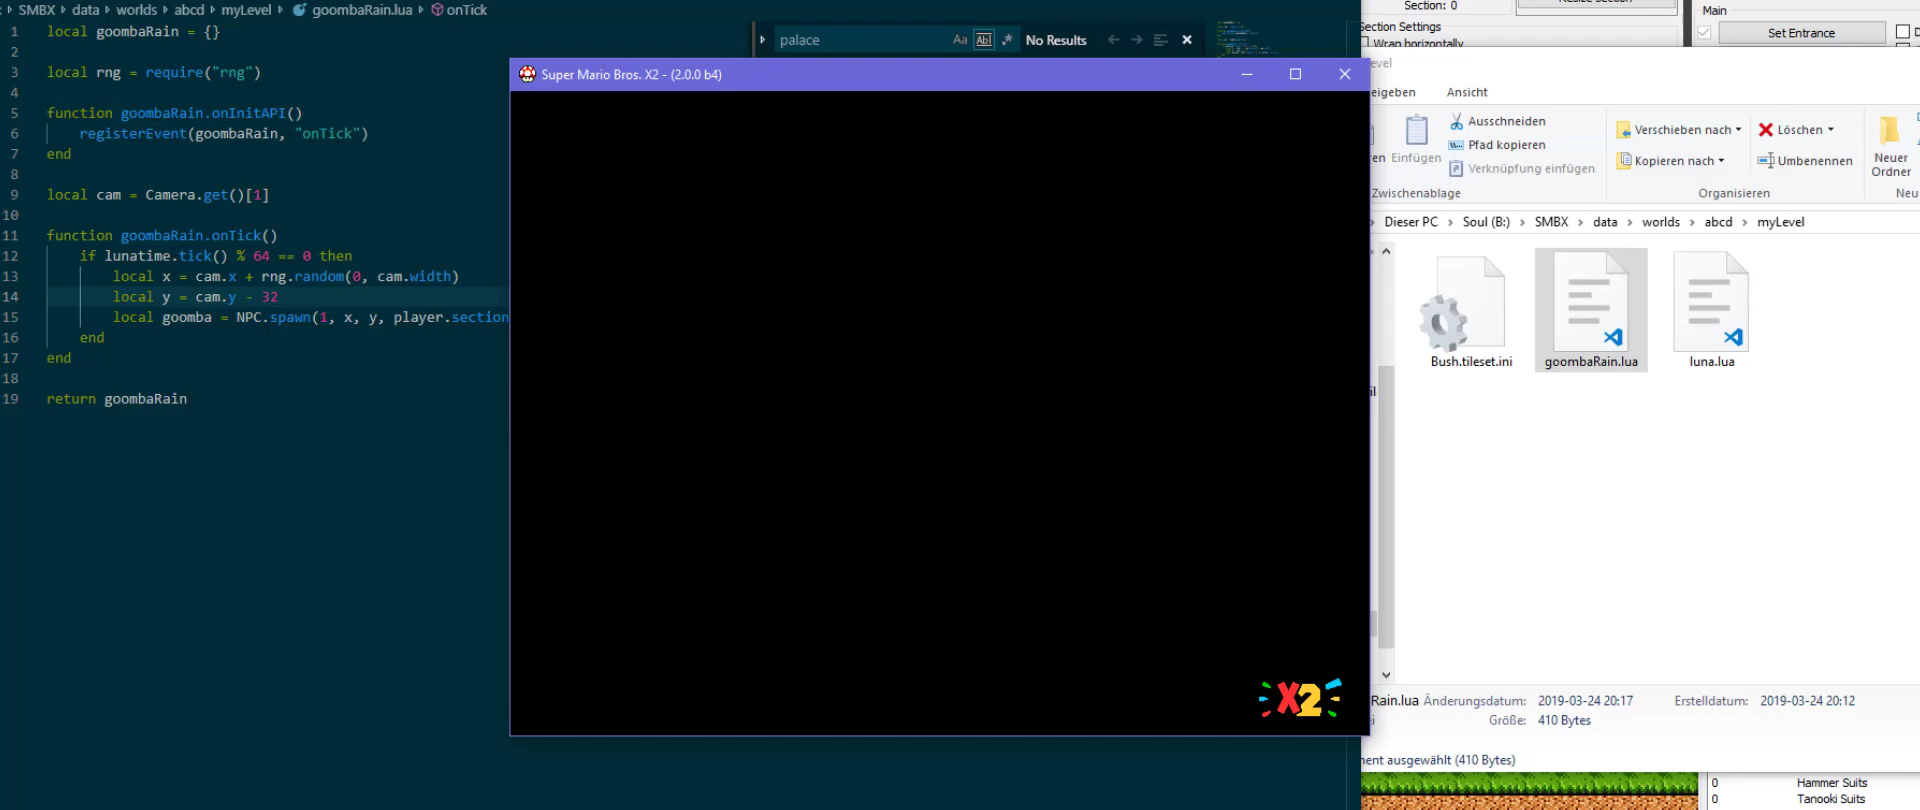 SMBX data worlds abcd myLevel goombaRain.lua onTick
1 local goombaRain = {}
2
3 local rng = require("rng")
4
5 function goombaRain.onInitAPI()
6 registerEvent(goombaRain, "onTick")
7 end
8
9 local cam = Camera.get()[1]
10
11 function goombaRain.onTick()
12 if lunatime.tick() % 64 == 0 then
13 local x = cam.x + rng.random(0, cam.width)
14 local y = cam.y - 32
15 local goomba = NPC.spawn(1, x, y, player.section
16 end
17 end
18
19 return goombaRain
palace Aa Abl .* No Results
Super Mario Bros. X2 - (2.0.0 b4)
X2
Section: 0
Resize Section
Section Settings
Wrap horizontally
Main
Set Entrance
evel
eigeben Ansicht
Ausschneiden
Pfad kopieren
Verknüpfung einfügen
en Einfügen
Zwischenablage
Verschieben nach
Kopieren nach
Löschen
Umbenennen
Organisieren
Neuer
Ordner
Neu
Dieser PC Soul (B:) SMBX data worlds abcd myLevel
Bush.tileset.ini goombaRain.lua luna.lua
Rain.lua Änderungsdatum: 2019-03-24 20:17 Erstelldatum: 2019-03-24 20:12
Größe: 410 Bytes
ent ausgewählt (410 Bytes)
0 Hammer Suits
0 Tanooki Suits